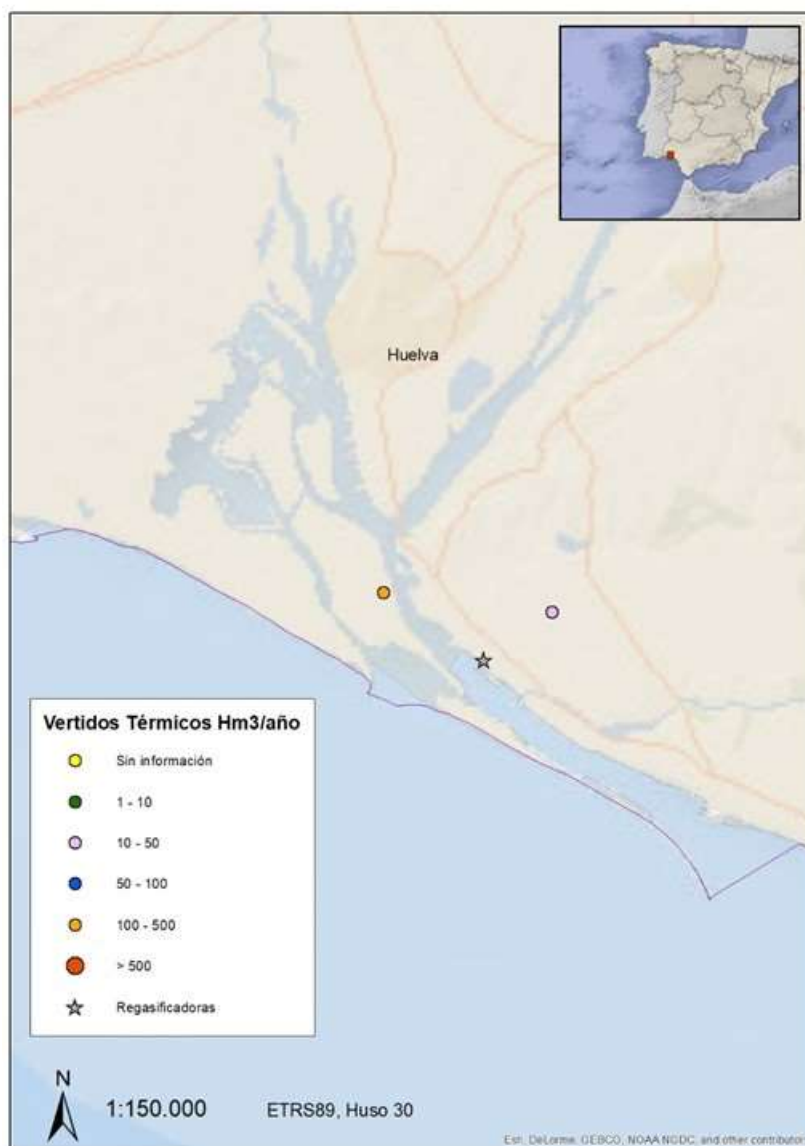 Huelva
Vertidos Térmicos Hm3/año
Sin información
1 - 10
10 - 50
50 - 100
100 - 500
> 500
Regasificadoras
N
1:150.000
ETRS89, Huso 30
Esri, DeLorme, GEBCO, NOAA NGDC, and other contributors